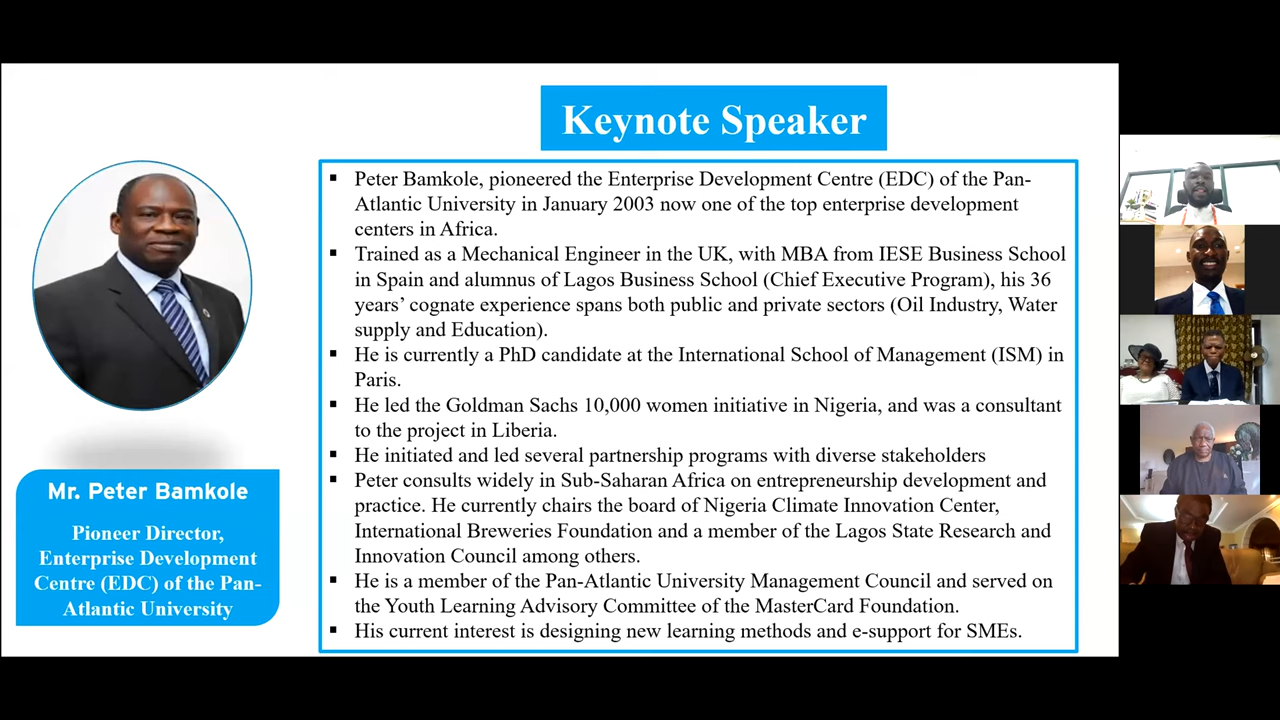 Keynote Speaker
▪ Peter Bamkole, pioneered the Enterprise Development Centre (EDC) of the Pan-
Atlantic University in January 2003 now one of the top enterprise development
centers in Africa.
▪ Trained as a Mechanical Engineer in the UK, with MBA from IESE Business School
in Spain and alumnus of Lagos Business School (Chief Executive Program), his 36
years’ cognate experience spans both public and private sectors (Oil Industry, Water
supply and Education).
▪ He is currently a PhD candidate at the International School of Management (ISM) in
Paris.
▪ He led the Goldman Sachs 10,000 women initiative in Nigeria, and was a consultant
to the project in Liberia.
▪ He initiated and led several partnership programs with diverse stakeholders
▪ Peter consults widely in Sub-Saharan Africa on entrepreneurship development and
practice. He currently chairs the board of Nigeria Climate Innovation Center,
International Breweries Foundation and a member of the Lagos State Research and
Innovation Council among others.
▪ He is a member of the Pan-Atlantic University Management Council and served on
the Youth Learning Advisory Committee of the MasterCard Foundation.
▪ His current interest is designing new learning methods and e-support for SMEs.
Mr. Peter Bamkole
Pioneer Director,
Enterprise Development
Centre (EDC) of the Pan-
Atlantic University